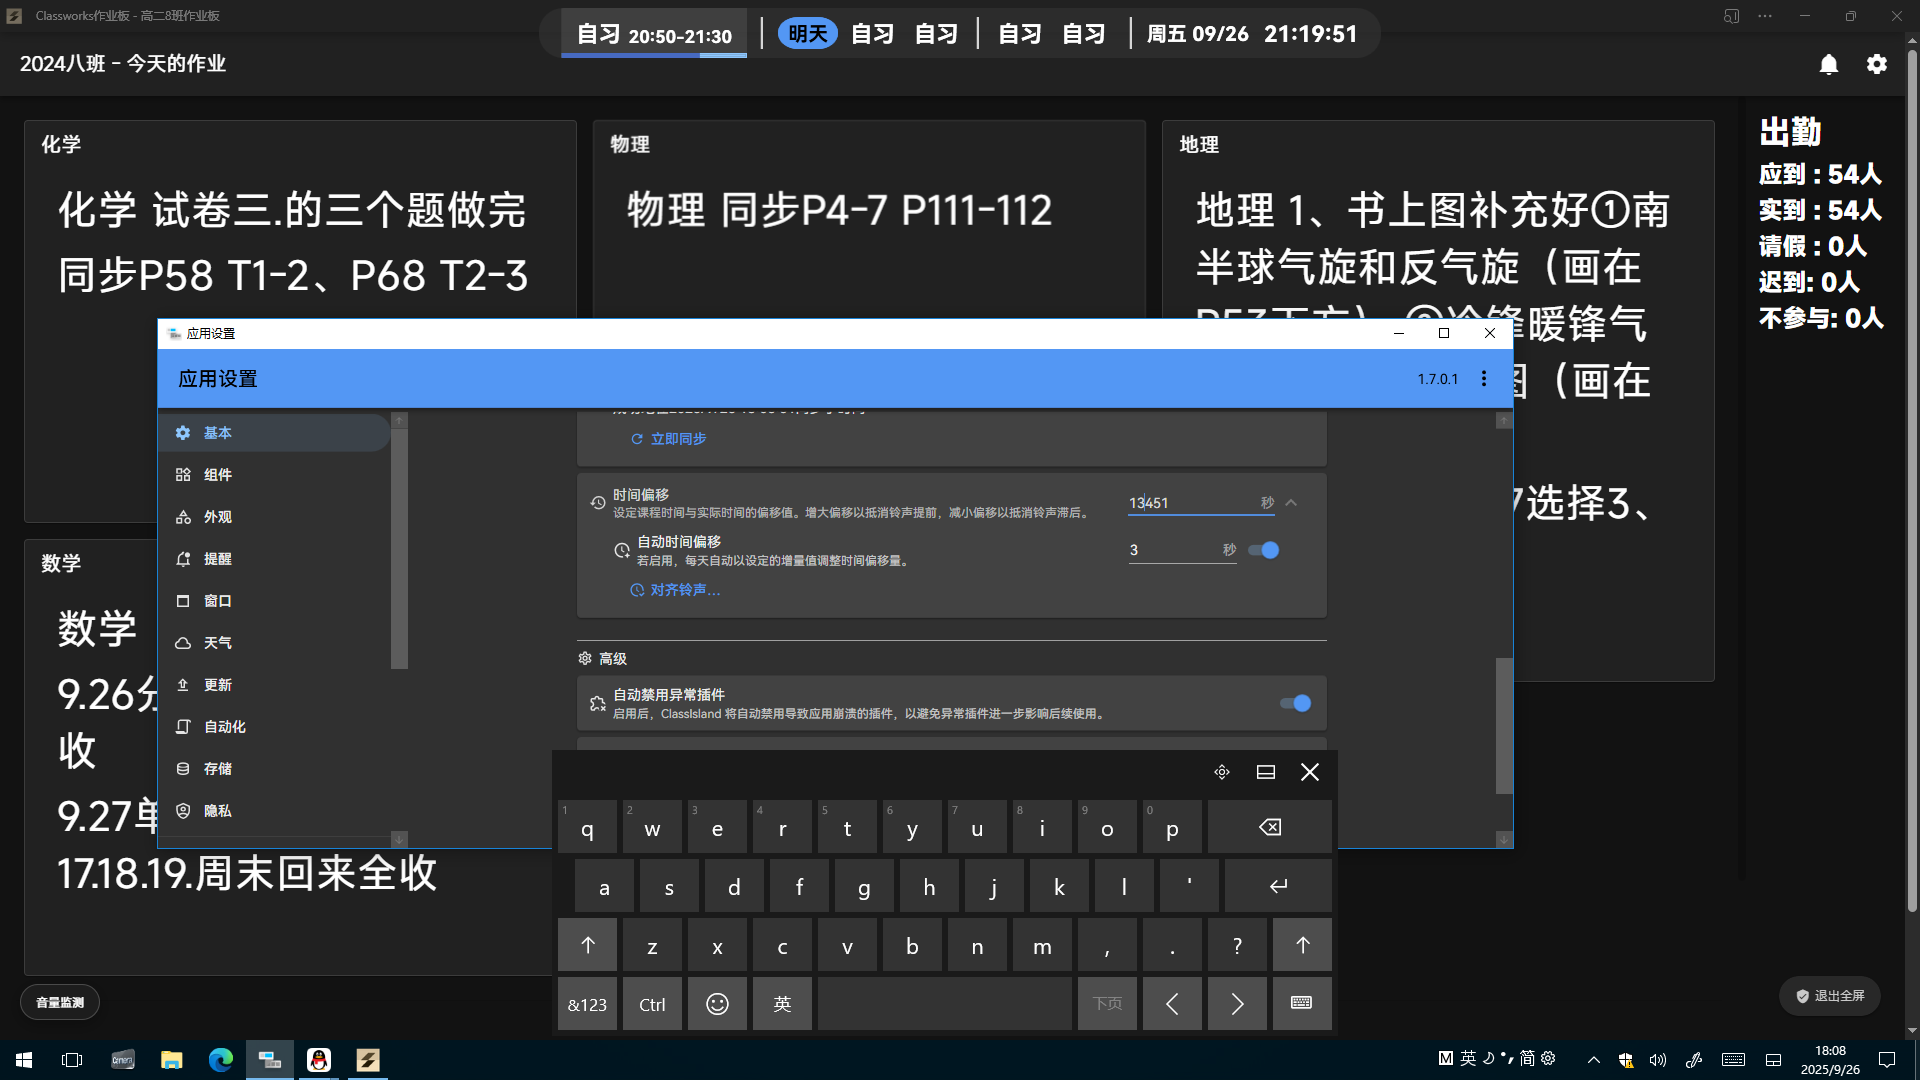 Classworks作业板 - 高二8班作业板
自习 20:50-21:30
明天
自习 自习
自习 自习
周五 09/26 21:19:51
2024八班 - 今天的作业
化学
化学 试卷三.的三个题做完
同步P58 T1-2、P68 T2-3
物理
物理 同步P4-7 P111-112
地理
地理 1、书上图补充好①南
半球气旋和反气旋（画在
锋暖锋气
图（画在
7选择3、
出勤
应到 : 54人
实到 : 54人
请假 : 0人
迟到: 0人
不参与: 0人
数学
数学
9.26分
收
9.27单
17.18.19.周末回来全收
音量监测
退出全屏
应用设置
应用设置
1.7.0.1
基本
组件
外观
提醒
窗口
天气
更新
自动化
存储
隐私
立即同步
时间偏移
设定课程时间与实际时间的偏移值。增大偏移以抵消铃声提前，减小偏移以抵消铃声滞后。
13451 秒
自动时间偏移
若启用，每天自动以设定的增量值调整时间偏移量。
3 秒
对齐铃声...
高级
自动禁用异常插件
启用后，ClassIsland 将自动禁用导致应用崩溃的插件，以避免异常插件进一步影响后续使用。
1 2 3 4 5 6 7 8 9 0
q w e r t y u i o p
a s d f g h j k l '
z x c v b n m , . ?
&123 Ctrl 英 下页
Camera
M 英 简
18:08
2025/9/26